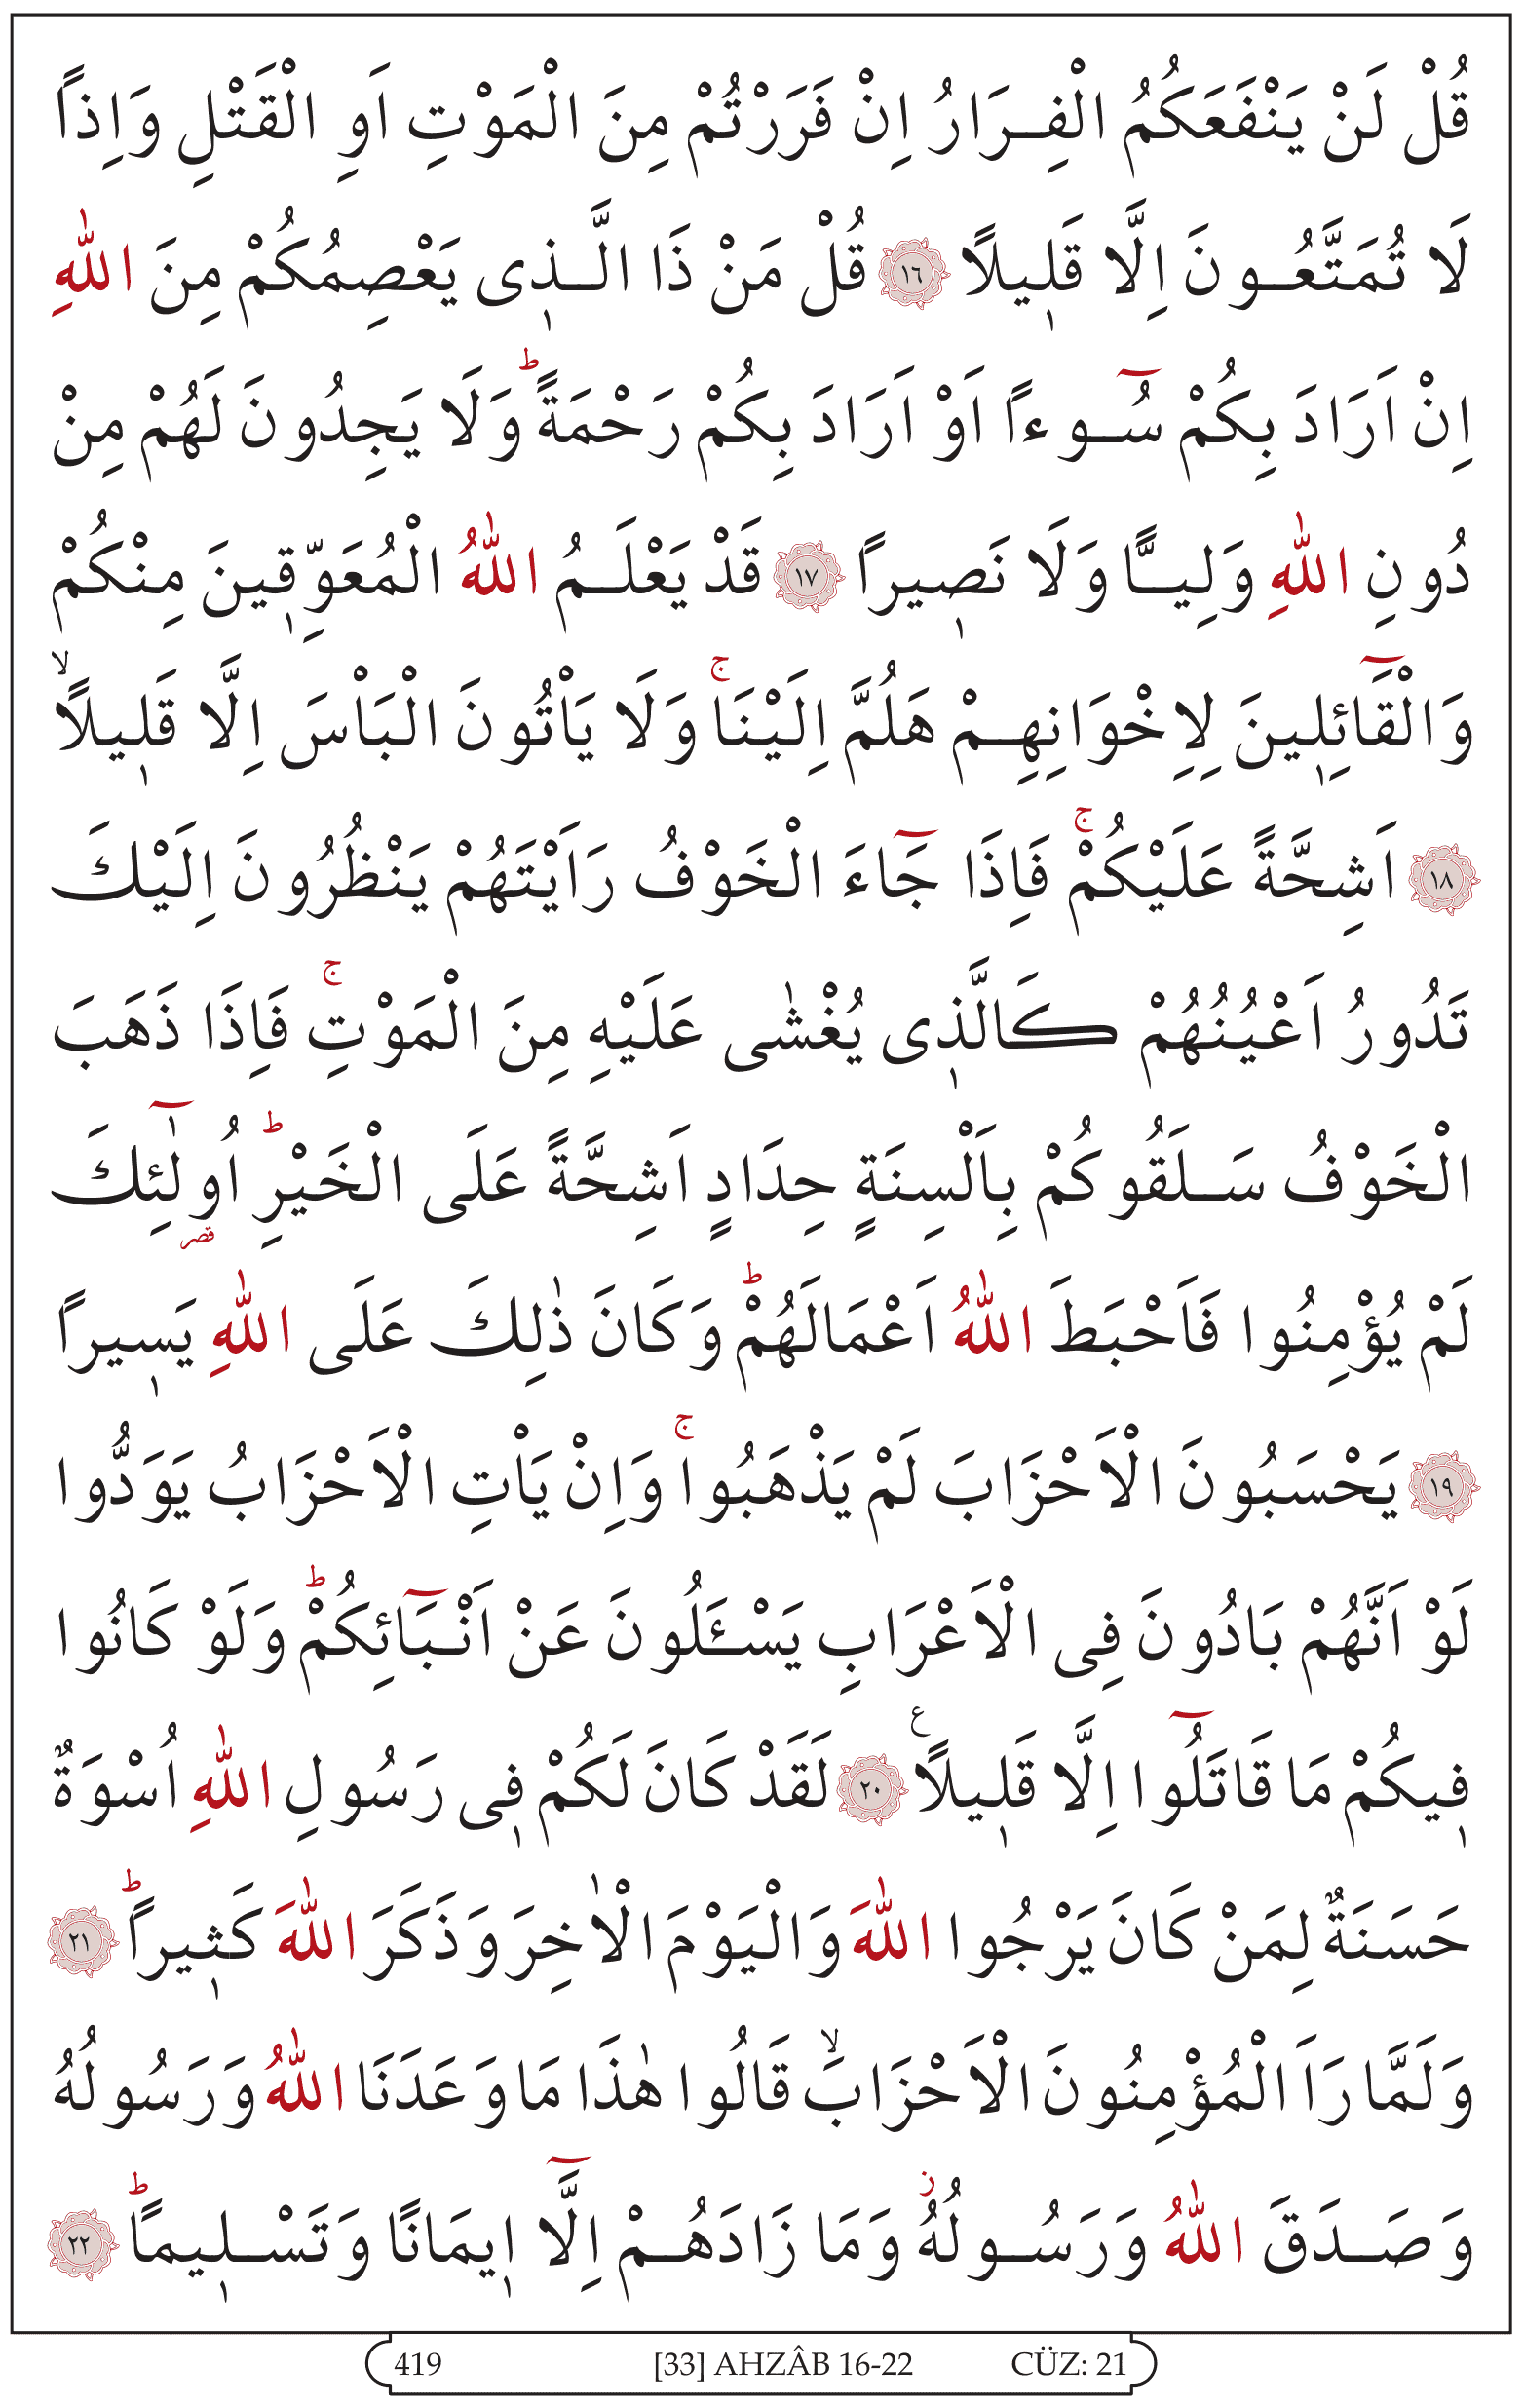 قُلْ لَنْ يَنْفَعَكُمُ الْفِرَارُ اِنْ فَرَرْتُمْ مِنَ الْمَوْتِ اَوِ الْقَتْلِ وَاِذًا
لَا تُمَتَّعُونَ اِلَّا قَل۪يلًا ﴿١٦﴾ قُلْ مَنْ ذَا الَّذ۪ى يَعْصِمُكُمْ مِنَ اللّٰهِ
اِنْ اَرَادَ بِكُمْ سُٓوءًا اَوْ اَرَادَ بِكُمْ رَحْمَةًۜ وَلَا يَجِدُونَ لَهُمْ مِنْ
دُونِ اللّٰهِ وَلِيًّا وَلَا نَص۪يرًا ﴿١٧﴾ قَدْ يَعْلَمُ اللّٰهُ الْمُعَوِّق۪ينَ مِنْكُمْ
وَالْقَٓائِل۪ينَ لِاِخْوَانِهِمْ هَلُمَّ اِلَيْنَاۚ وَلَا يَاْتُونَ الْبَاْسَ اِلَّا قَل۪يلًاۙ
﴿١٨﴾ اَشِحَّةً عَلَيْكُمْۚ فَاِذَا جَٓاءَ الْخَوْفُ رَاَيْتَهُمْ يَنْظُرُونَ اِلَيْكَ
تَدُورُ اَعْيُنُهُمْ كَالَّذ۪ى يُغْشٰى عَلَيْهِ مِنَ الْمَوْتِۚ فَاِذَا ذَهَبَ
الْخَوْفُ سَلَقُوكُمْ بِاَلْسِنَةٍ حِدَادٍ اَشِحَّةً عَلَى الْخَيْرِۜ اُو۬لٰٓئِكَ
لَمْ يُؤْمِنُوا فَاَحْبَطَ اللّٰهُ اَعْمَالَهُمْۜ وَكَانَ ذٰلِكَ عَلَى اللّٰهِ يَس۪يرًا
﴿١٩﴾ يَحْسَبُونَ الْاَحْزَابَ لَمْ يَذْهَبُواۚ وَاِنْ يَاْتِ الْاَحْزَابُ يَوَدُّوا
لَوْ اَنَّهُمْ بَادُونَ فِى الْاَعْرَابِ يَسْـَٔلُونَ عَنْ اَنْبَٓائِكُمْۜ وَلَوْ كَانُوا
ف۪يكُمْ مَا قَاتَلُٓوا اِلَّا قَل۪يلًا ع ﴿٢٠﴾ لَقَدْ كَانَ لَكُمْ ف۪ى رَسُولِ اللّٰهِ اُسْوَةٌ
حَسَنَةٌ لِمَنْ كَانَ يَرْجُوا اللّٰهَ وَالْيَوْمَ الْاٰخِرَ وَذَكَرَ اللّٰهَ كَث۪يرًاۜ ﴿٢١﴾
وَلَمَّا رَاَ الْمُؤْمِنُونَ الْاَحْزَابَۙ قَالُوا هٰذَا مَا وَعَدَنَا اللّٰهُ وَرَسُولُهُ
وَصَدَقَ اللّٰهُ وَرَسُولُهُۘ وَمَا زَادَهُمْ اِلَّٓا ا۪يمَانًا وَتَسْل۪يمًاۜ ﴿٢٢﴾
419 [33] AHZÂB 16-22 CÜZ: 21